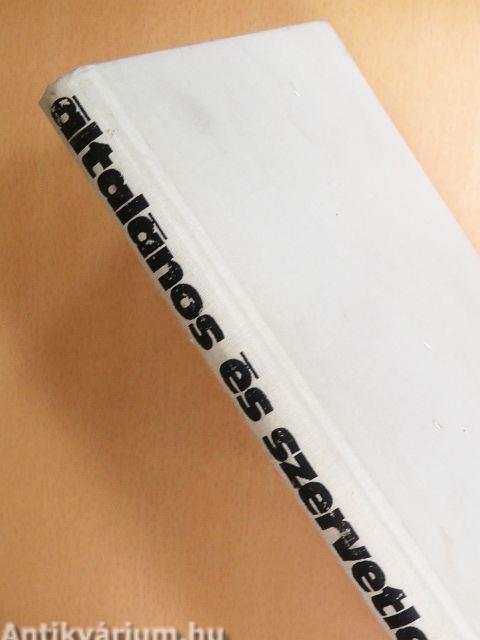 általános és szervetle
Antikvárium.hu